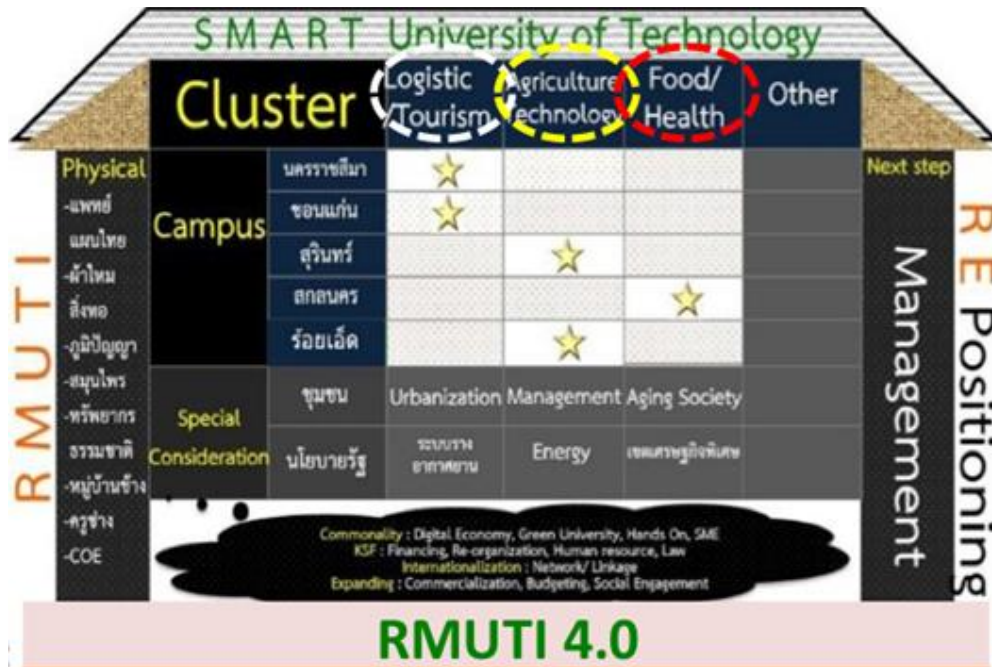 SMART University of Technology
Cluster
Logistic
/Tourism
Agriculture
Technology
Food/
Health
Other
RMUTI
Physical
-แพทย์
แผนไทย
-ผ้าไหม
สิ่งทอ
-ภูมิปัญญา
-สมุนไพร
-ทรัพยากร
ธรรมชาติ
-หมู่บ้านช้าง
-ครูช่าง
-COE
Campus
นครราชสีมา
ขอนแก่น
สุรินทร์
สกลนคร
ร้อยเอ็ด
Special
Consideration
ชุมชน
Urbanization
Management
Aging Society
นโยบายรัฐ
ระบบราง
อากาศยาน
Energy
เขตเศรษฐกิจพิเศษ
Next step
Management
RE Positioning
Commonality : Digital Economy, Green University, Hands On, SME
KSF : Financing, Re-organization, Human resource, Law
Internationalization : Network/ Linkage
Expanding : Commercialization, Budgeting, Social Engagement
RMUTI 4.0